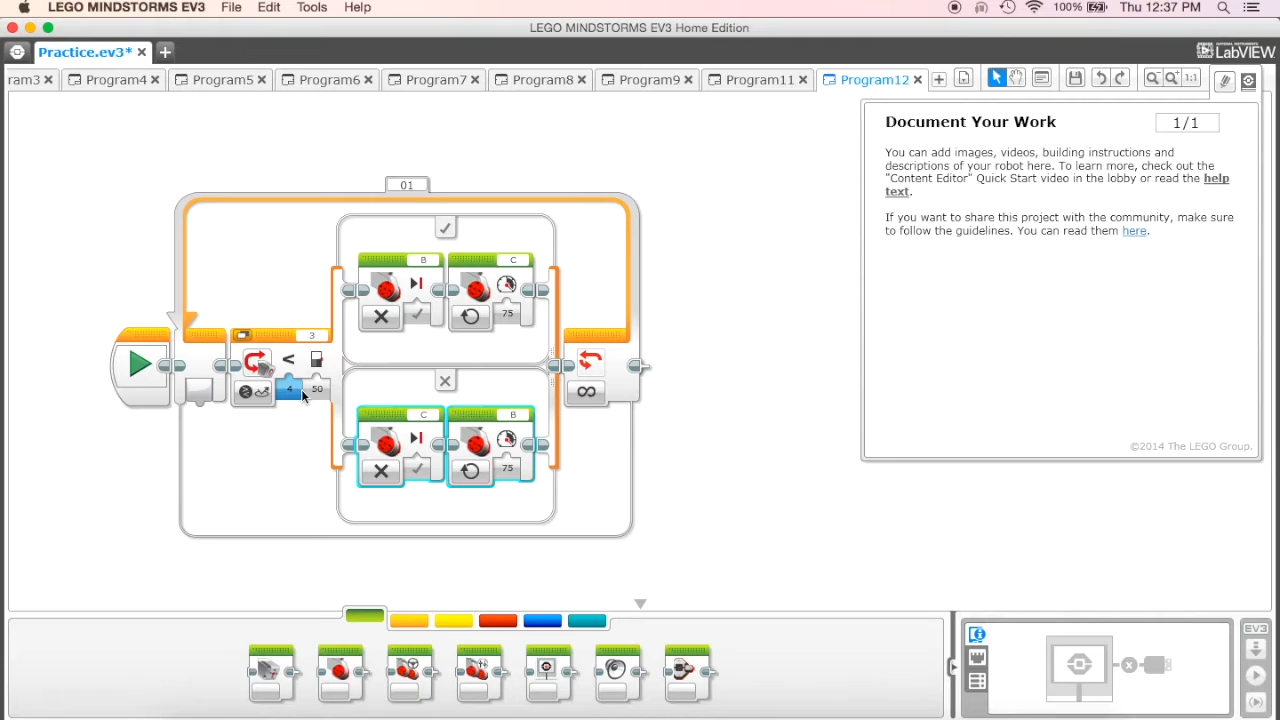 LEGO MINDSTORMS EV3 File Edit Tools Help 100% Thu 12:37 PM
LEGO MINDSTORMS EV3 Home Edition
Practice.ev3* LabVIEW
ram3 Program4 Program5 Program6 Program7 Program8 Program9 Program11 Program12 1:1
Document Your Work 1/1
You can add images, videos, building instructions and
descriptions of your robot here. To learn more, check out the
"Content Editor" Quick Start video in the lobby or read the help
text.
If you want to share this project with the community, make sure
to follow the guidelines. You can read them here.
©2014 The LEGO Group.
01
B C
75
3
<
4 50
C B
75
EV3